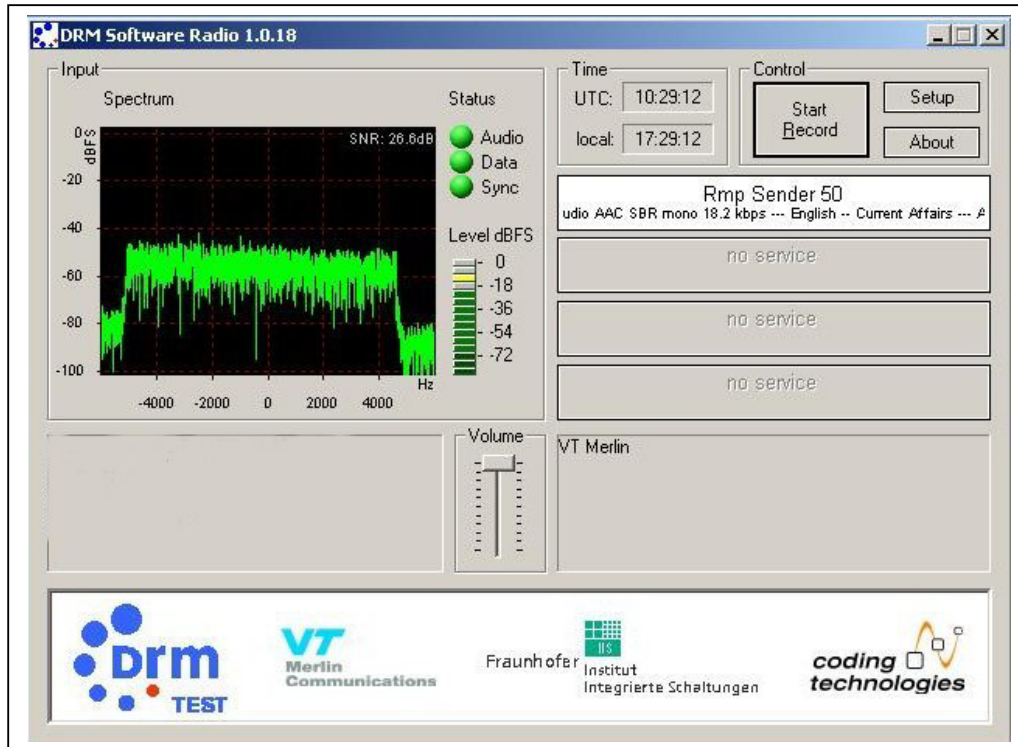 DRM Software Radio 1.0.18
Input
Spectrum
Status
SNR: 26.6dB
dBFS
0
-20
-40
-60
-80
-100
Hz
-4000 -2000 0 2000 4000
Audio
Data
Sync
Level dBFS
0
-18
-36
-54
-72
Time
UTC: 10:29:12
local: 17:29:12
Control
Start
Record
Setup
About
Rmp Sender 50
udio AAC SBR mono 18.2 kbps --- English -- Current Affairs ---
no service
no service
no service
Volume
VT Merlin
Drm
TEST
VT
Merlin
Communications
Fraunhofer
IIS
Institut
Integrierte Schaltungen
coding
technologies